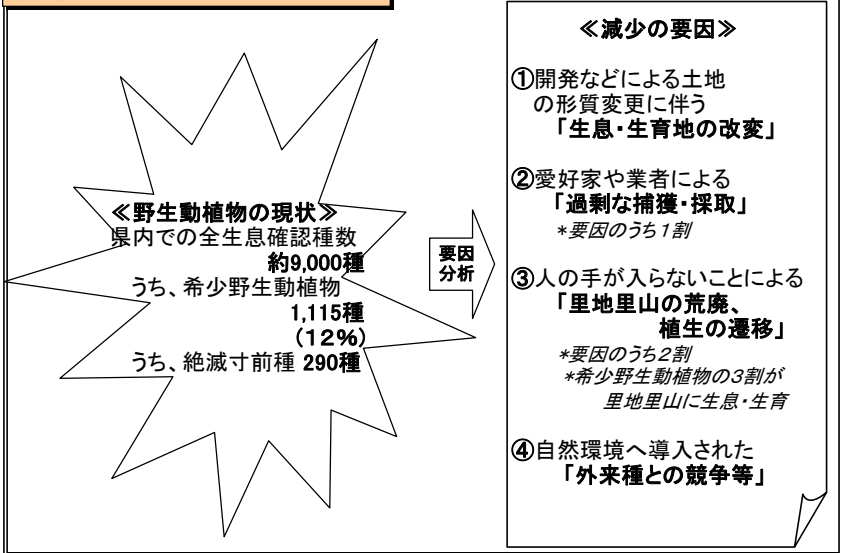 ≪野生動植物の現状≫
県内での全生息確認種数
約9,000種
うち、希少野生動植物
1,115種
(12%)
うち、絶滅寸前種 290種
要因
分析
≪減少の要因≫
①開発などによる土地
の形質変更に伴う
「生息・生育地の改変」
②愛好家や業者による
「過剰な捕獲・採取」
*要因のうち1割
③人の手が入らないことによる
「里地里山の荒廃、
植生の遷移」
*要因のうち2割
*希少野生動植物の3割が
里地里山に生息・生育
④自然環境へ導入された
「外来種との競争等」